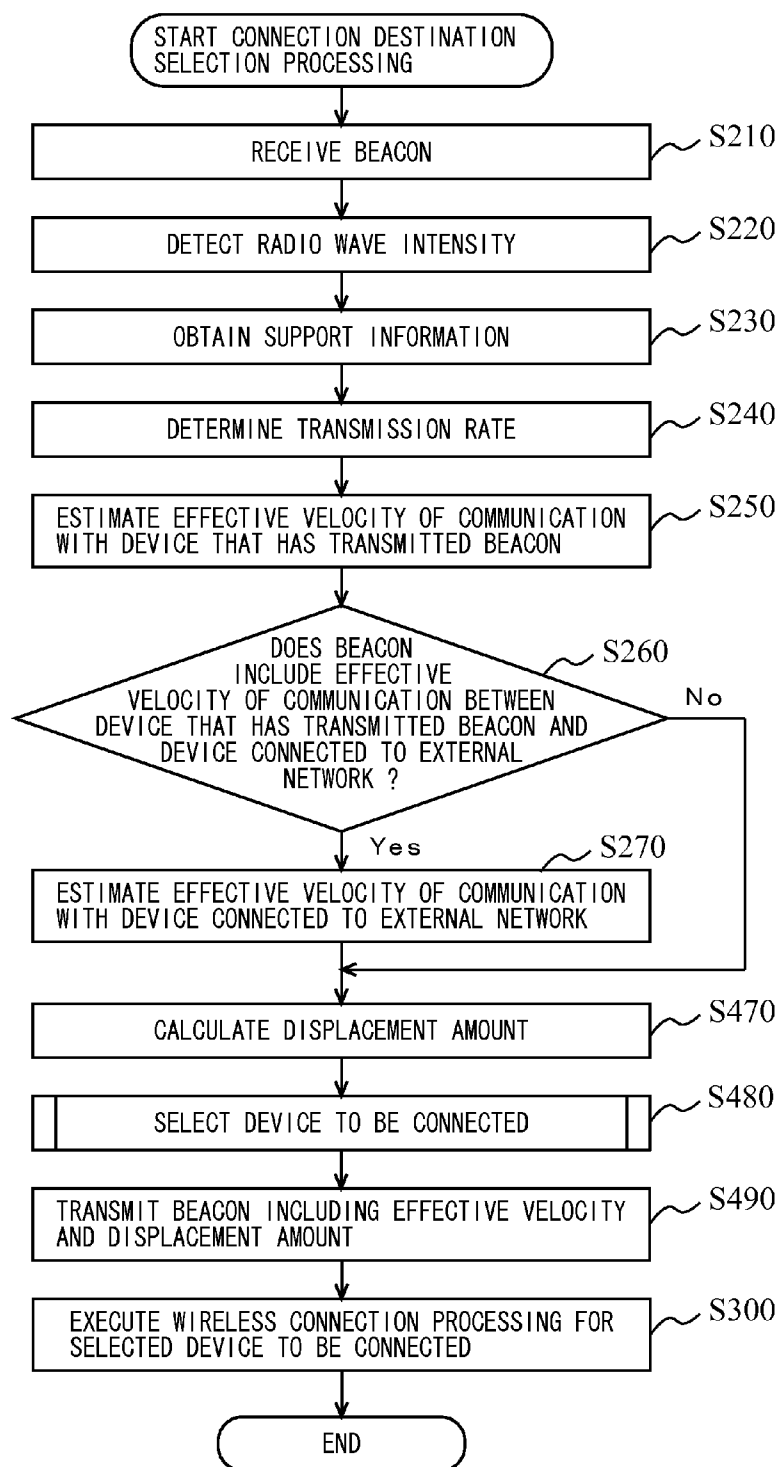 START CONNECTION DESTINATION
SELECTION PROCESSING
RECEIVE BEACON
S210
DETECT RADIO WAVE INTENSITY
S220
OBTAIN SUPPORT INFORMATION
S230
DETERMINE TRANSMISSION RATE
S240
ESTIMATE EFFECTIVE VELOCITY OF COMMUNICATION
WITH DEVICE THAT HAS TRANSMITTED BEACON
S250
DOES BEACON
INCLUDE EFFECTIVE
VELOCITY OF COMMUNICATION BETWEEN
DEVICE THAT HAS TRANSMITTED BEACON AND
DEVICE CONNECTED TO EXTERNAL
NETWORK ?
S260
No
Yes
S270
ESTIMATE EFFECTIVE VELOCITY OF COMMUNICATION
WITH DEVICE CONNECTED TO EXTERNAL NETWORK
CALCULATE DISPLACEMENT AMOUNT
S470
SELECT DEVICE TO BE CONNECTED
S480
TRANSMIT BEACON INCLUDING EFFECTIVE VELOCITY
AND DISPLACEMENT AMOUNT
S490
EXECUTE WIRELESS CONNECTION PROCESSING FOR
SELECTED DEVICE TO BE CONNECTED
S300
END